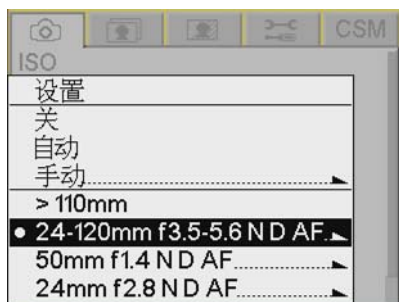 CSM
ISO
设置
关
自动
手动
> 110mm
24-120mm f3.5-5.6 N D AF
50mm f1.4 N D AF
24mm f2.8 N D AF